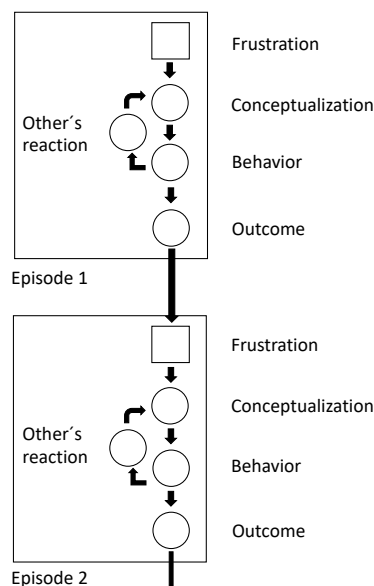 Frustration
Conceptualization
Other´s
reaction
Behavior
Outcome
Episode 1
Frustration
Conceptualization
Other´s
reaction
Behavior
Outcome
Episode 2